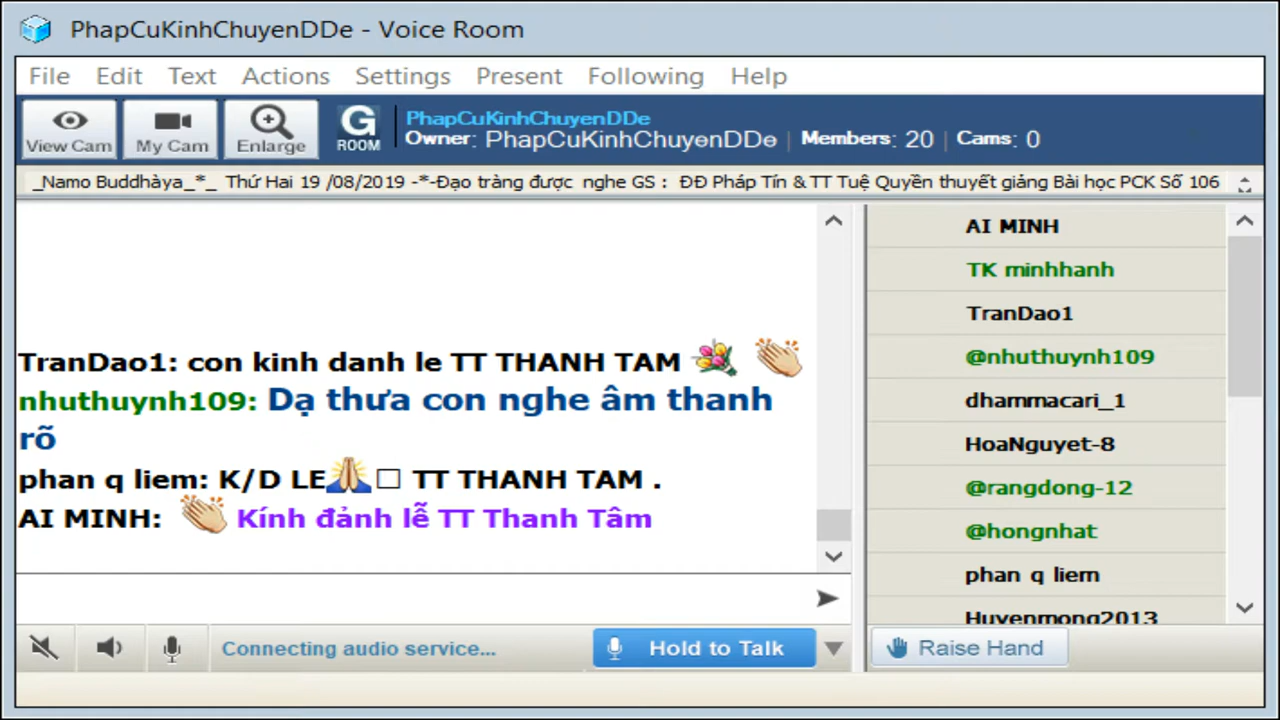 PhapCuKinhChuyenDDe - Voice Room
File Edit Text Actions Settings Present Following Help
View Cam My Cam Enlarge G ROOM
PhapCuKinhChuyenDDe
Owner: PhapCuKinhChuyenDDe | Members: 20 | Cams: 0
_Namo Buddhàya_*_ Thứ Hai 19 /08/2019 -*-Đạo tràng được nghe GS : ĐĐ Pháp Tín & TT Tuệ Quyền thuyết giảng Bài học PCK Số 106
TranDao1: con kinh danh le TT THANH TAM
nhuthuynh109: Dạ thưa con nghe âm thanh
rõ
phan q liem: K/D LE🙏□ TT THANH TAM .
AI MINH: Kính đảnh lễ TT Thanh Tâm
AI MINH
TK minhhanh
TranDao1
@nhuthuynh109
dhammacari_1
HoaNguyet-8
@rangdong-12
@hongnhat
phan q liem
Huyenmong2013
Connecting audio service... Hold to Talk Raise Hand